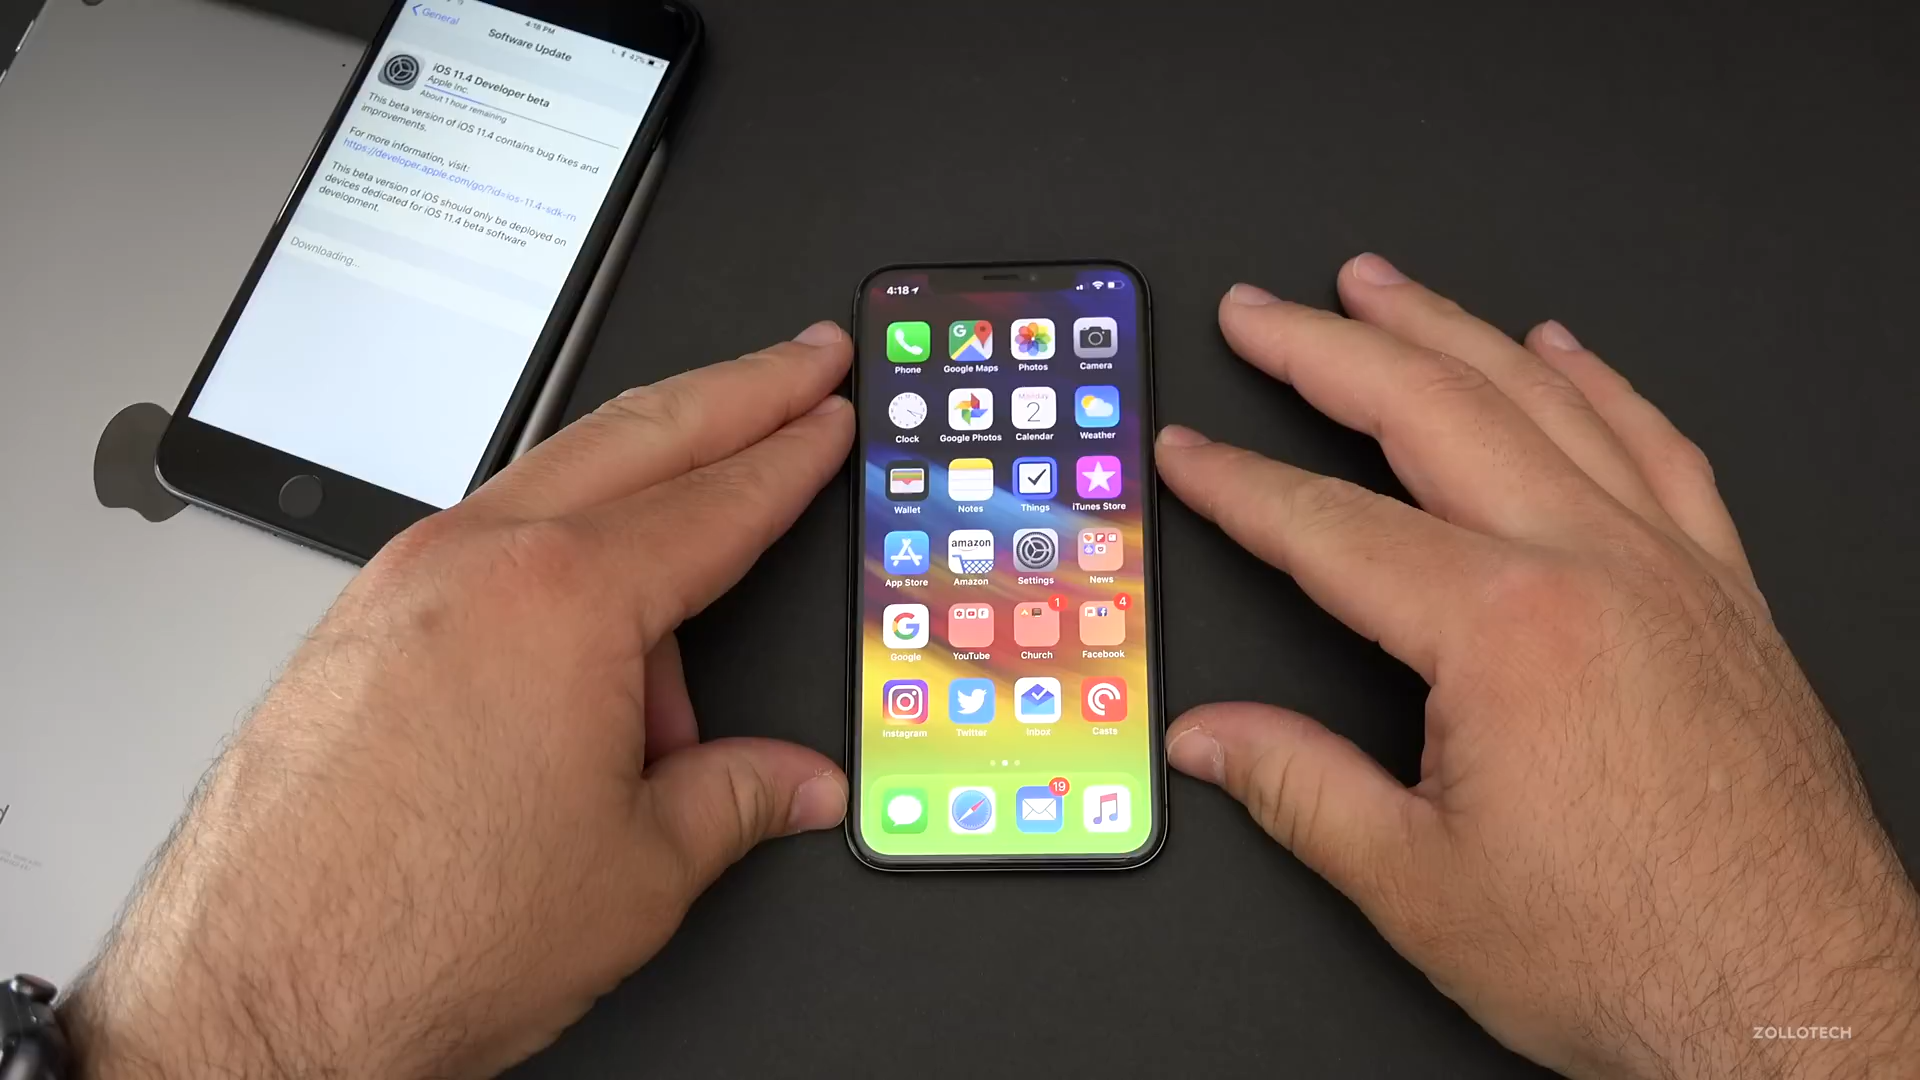 General
4:18 PM
42%
Software Update
iOS 11.4 Developer beta
Apple Inc.
About 1 hour remaining
This beta version of iOS 11.4 contains bug fixes and
improvements.
For more information, visit:
https://developer.apple.com/go/?id=ios-11.4-sdk-rn
This beta version of iOS should only be deployed on
devices dedicated for iOS 11.4 beta software
development.
Downloading...
4:18
G
Phone Google Maps Photos Camera
Monday
2
Clock Google Photos Calendar Weather
Wallet Notes Things iTunes Store
amazon
App Store Amazon Settings News
1 4
G
Google YouTube Church Facebook
Instagram Twitter Inbox Casts
19
ZOLLOTECH